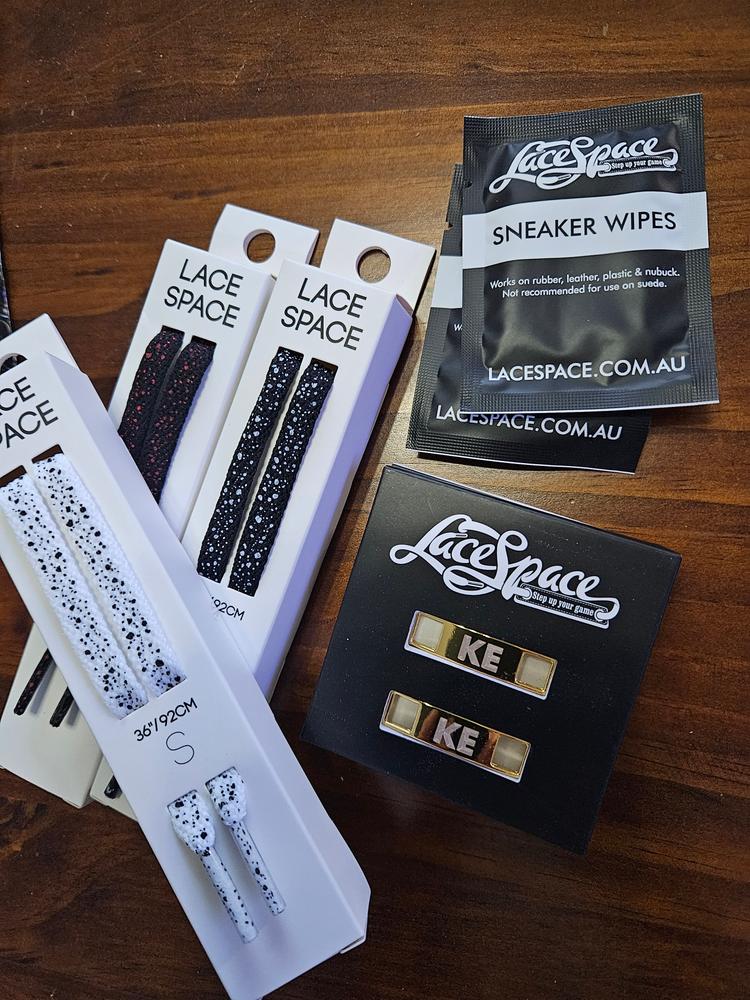 LACE
SPACE
LACE
SPACE
/92CM
SPACE
36"/92CM
S
LaceSpace
Step up your game
SNEAKER WIPES
Works on rubber, leather, plastic & nubuck.
Not recommended for use on suede.
LACESPACE.COM.AU
LACESPACE.COM.AU
LaceSpace
Step up your game
KE
KE